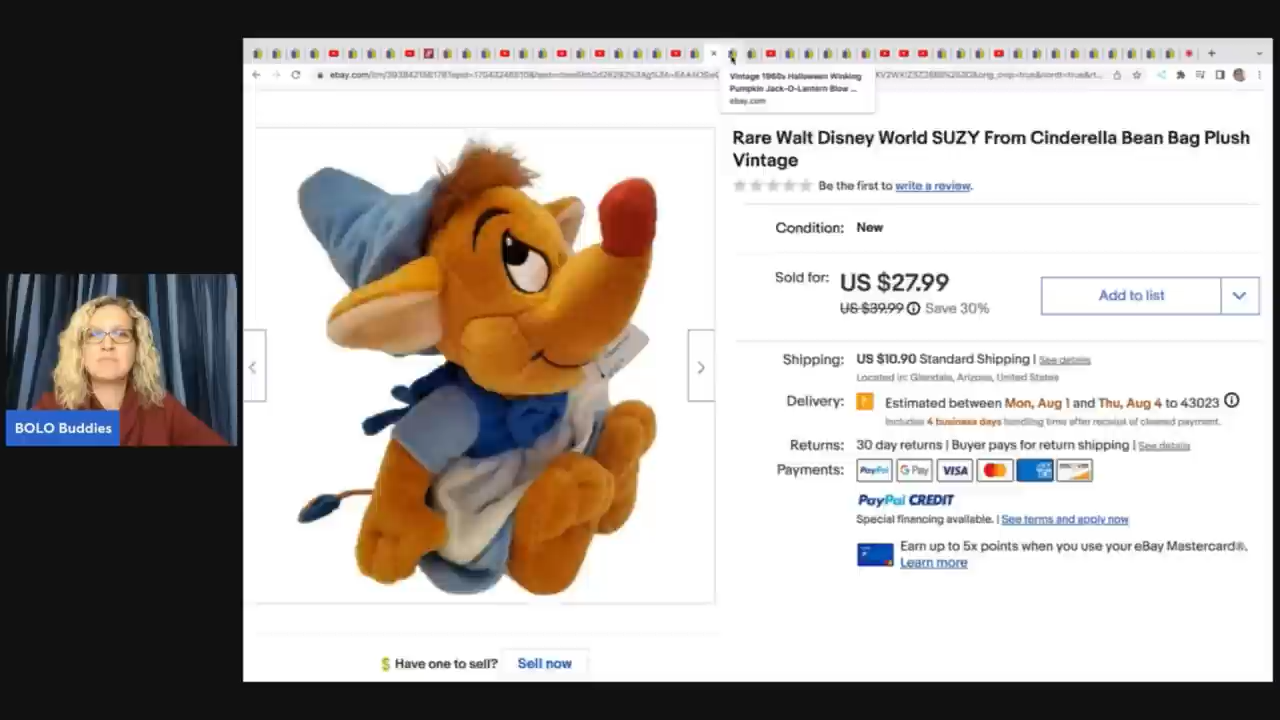 Vintage 1960s Halloween Winking
Pumpkin Jack-O-Lantern Blow ...
ebay.com
Rare Walt Disney World SUZY From Cinderella Bean Bag Plush
Vintage
Be the first to write a review.
Condition: New
Sold for: US $27.99
US $39.99 Save 30%
Add to list
Shipping: US $10.90 Standard Shipping | See details
Located in: Glendale, Arizona, United States
Delivery: Estimated between Mon, Aug 1 and Thu, Aug 4 to 43023
Includes 4 business days handling time after receipt of cleared payment.
Returns: 30 day returns | Buyer pays for return shipping | See details
Payments: PayPal G Pay VISA
PayPal CREDIT
Special financing available. | See terms and apply now
Earn up to 5x points when you use your eBay Mastercard®.
Learn more
$ Have one to sell? Sell now
BOLO Buddies